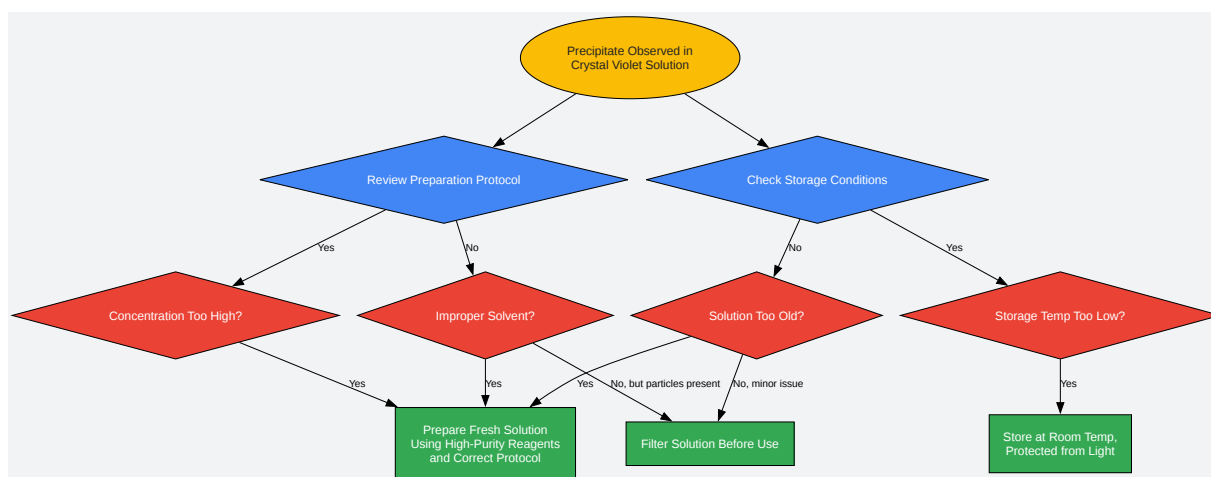 Precipitate Observed in
Crystal Violet Solution
Review Preparation Protocol
Check Storage Conditions
Yes
No
No
Yes
Concentration Too High?
Improper Solvent?
Solution Too Old?
Storage Temp Too Low?
Yes
Yes
Yes
No, but particles present
No, minor issue
Yes
Prepare Fresh Solution
Using High-Purity Reagents
and Correct Protocol
Filter Solution Before Use
Store at Room Temp,
Protected from Light